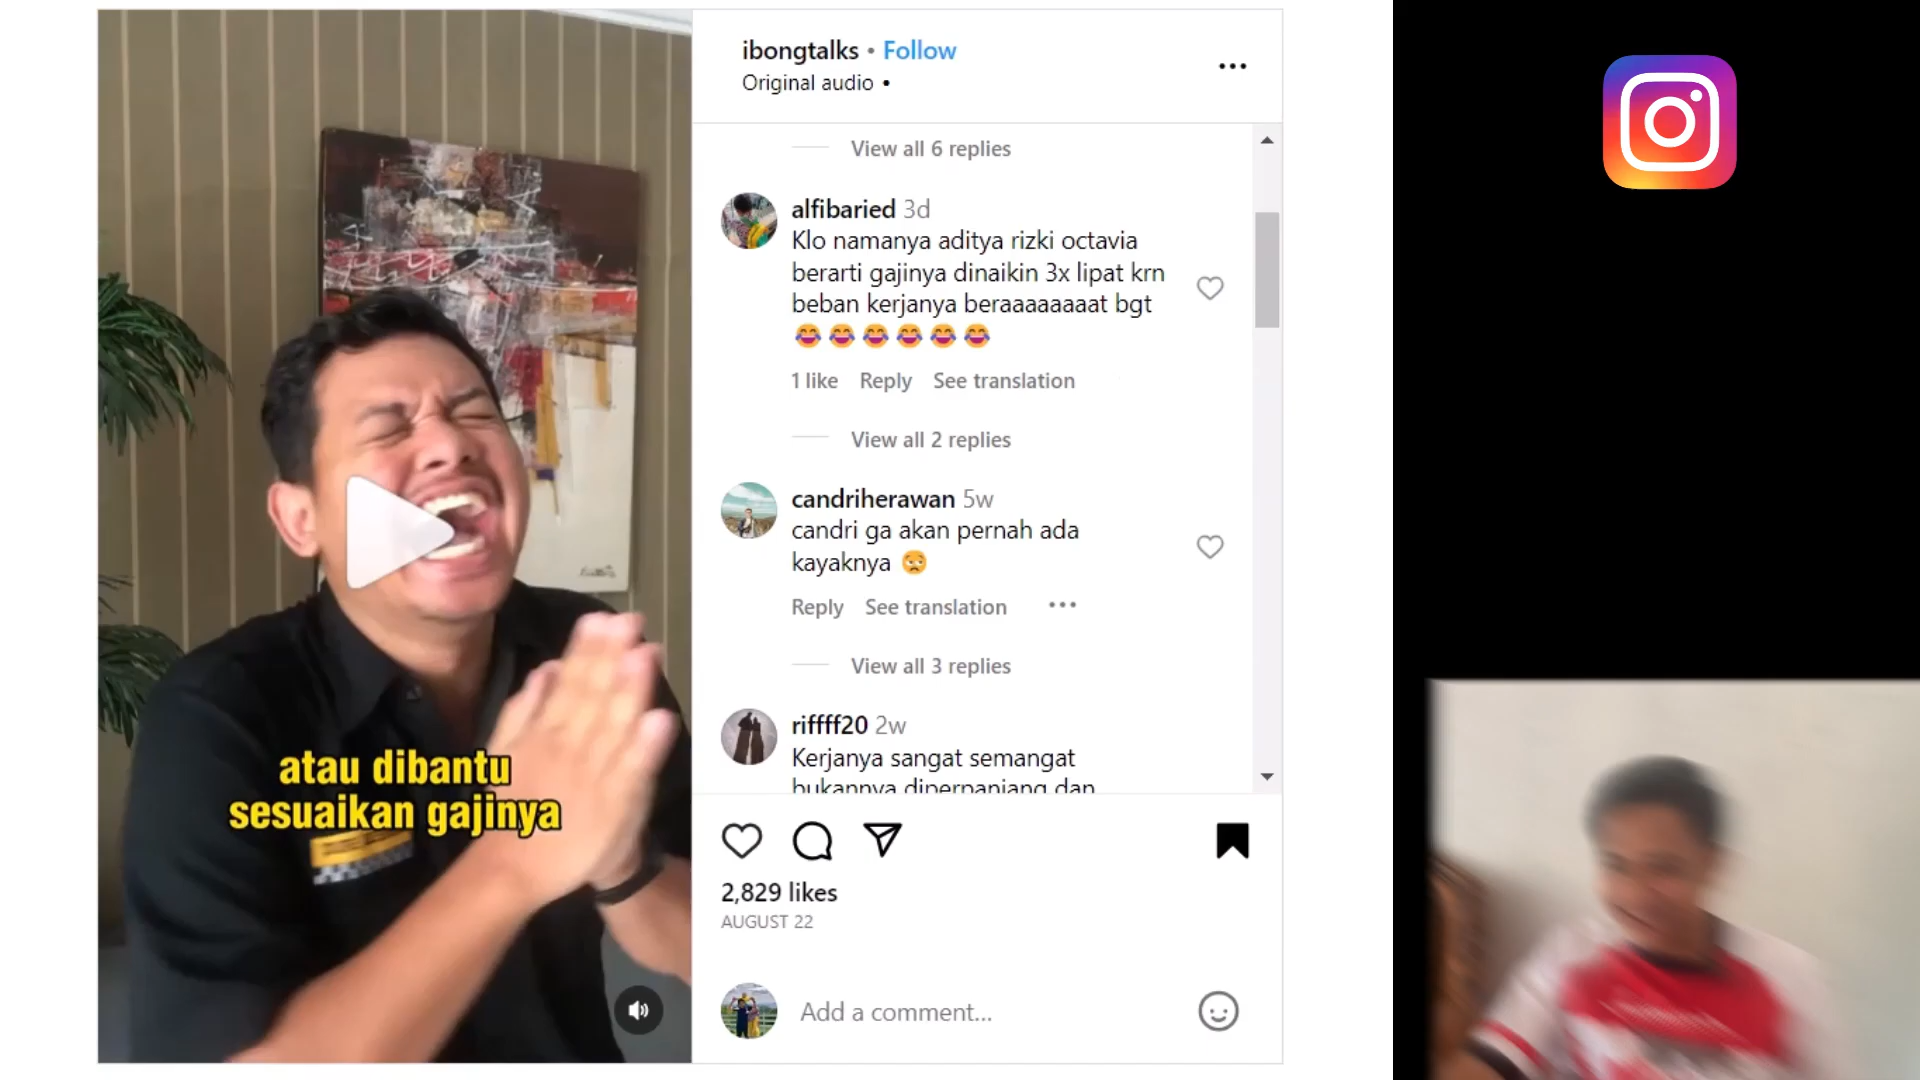 ibongtalks • Follow
Original audio •
View all 6 replies
alfibaried 3d
Klo namanya aditya rizki octavia
berarti gajinya dinaikin 3x lipat krn
beban kerjanya beraaaaaaaat bgt
😂😂😂😂😂😂
1 like Reply See translation
View all 2 replies
candriherawan 5w
candri ga akan pernah ada
kayaknya 😟
Reply See translation
View all 3 replies
riffff20 2w
Kerjanya sangat semangat
bukannya diperpanjang dan
atau dibantu
sesuaikan gajinya
2,829 likes
AUGUST 22
Add a comment...